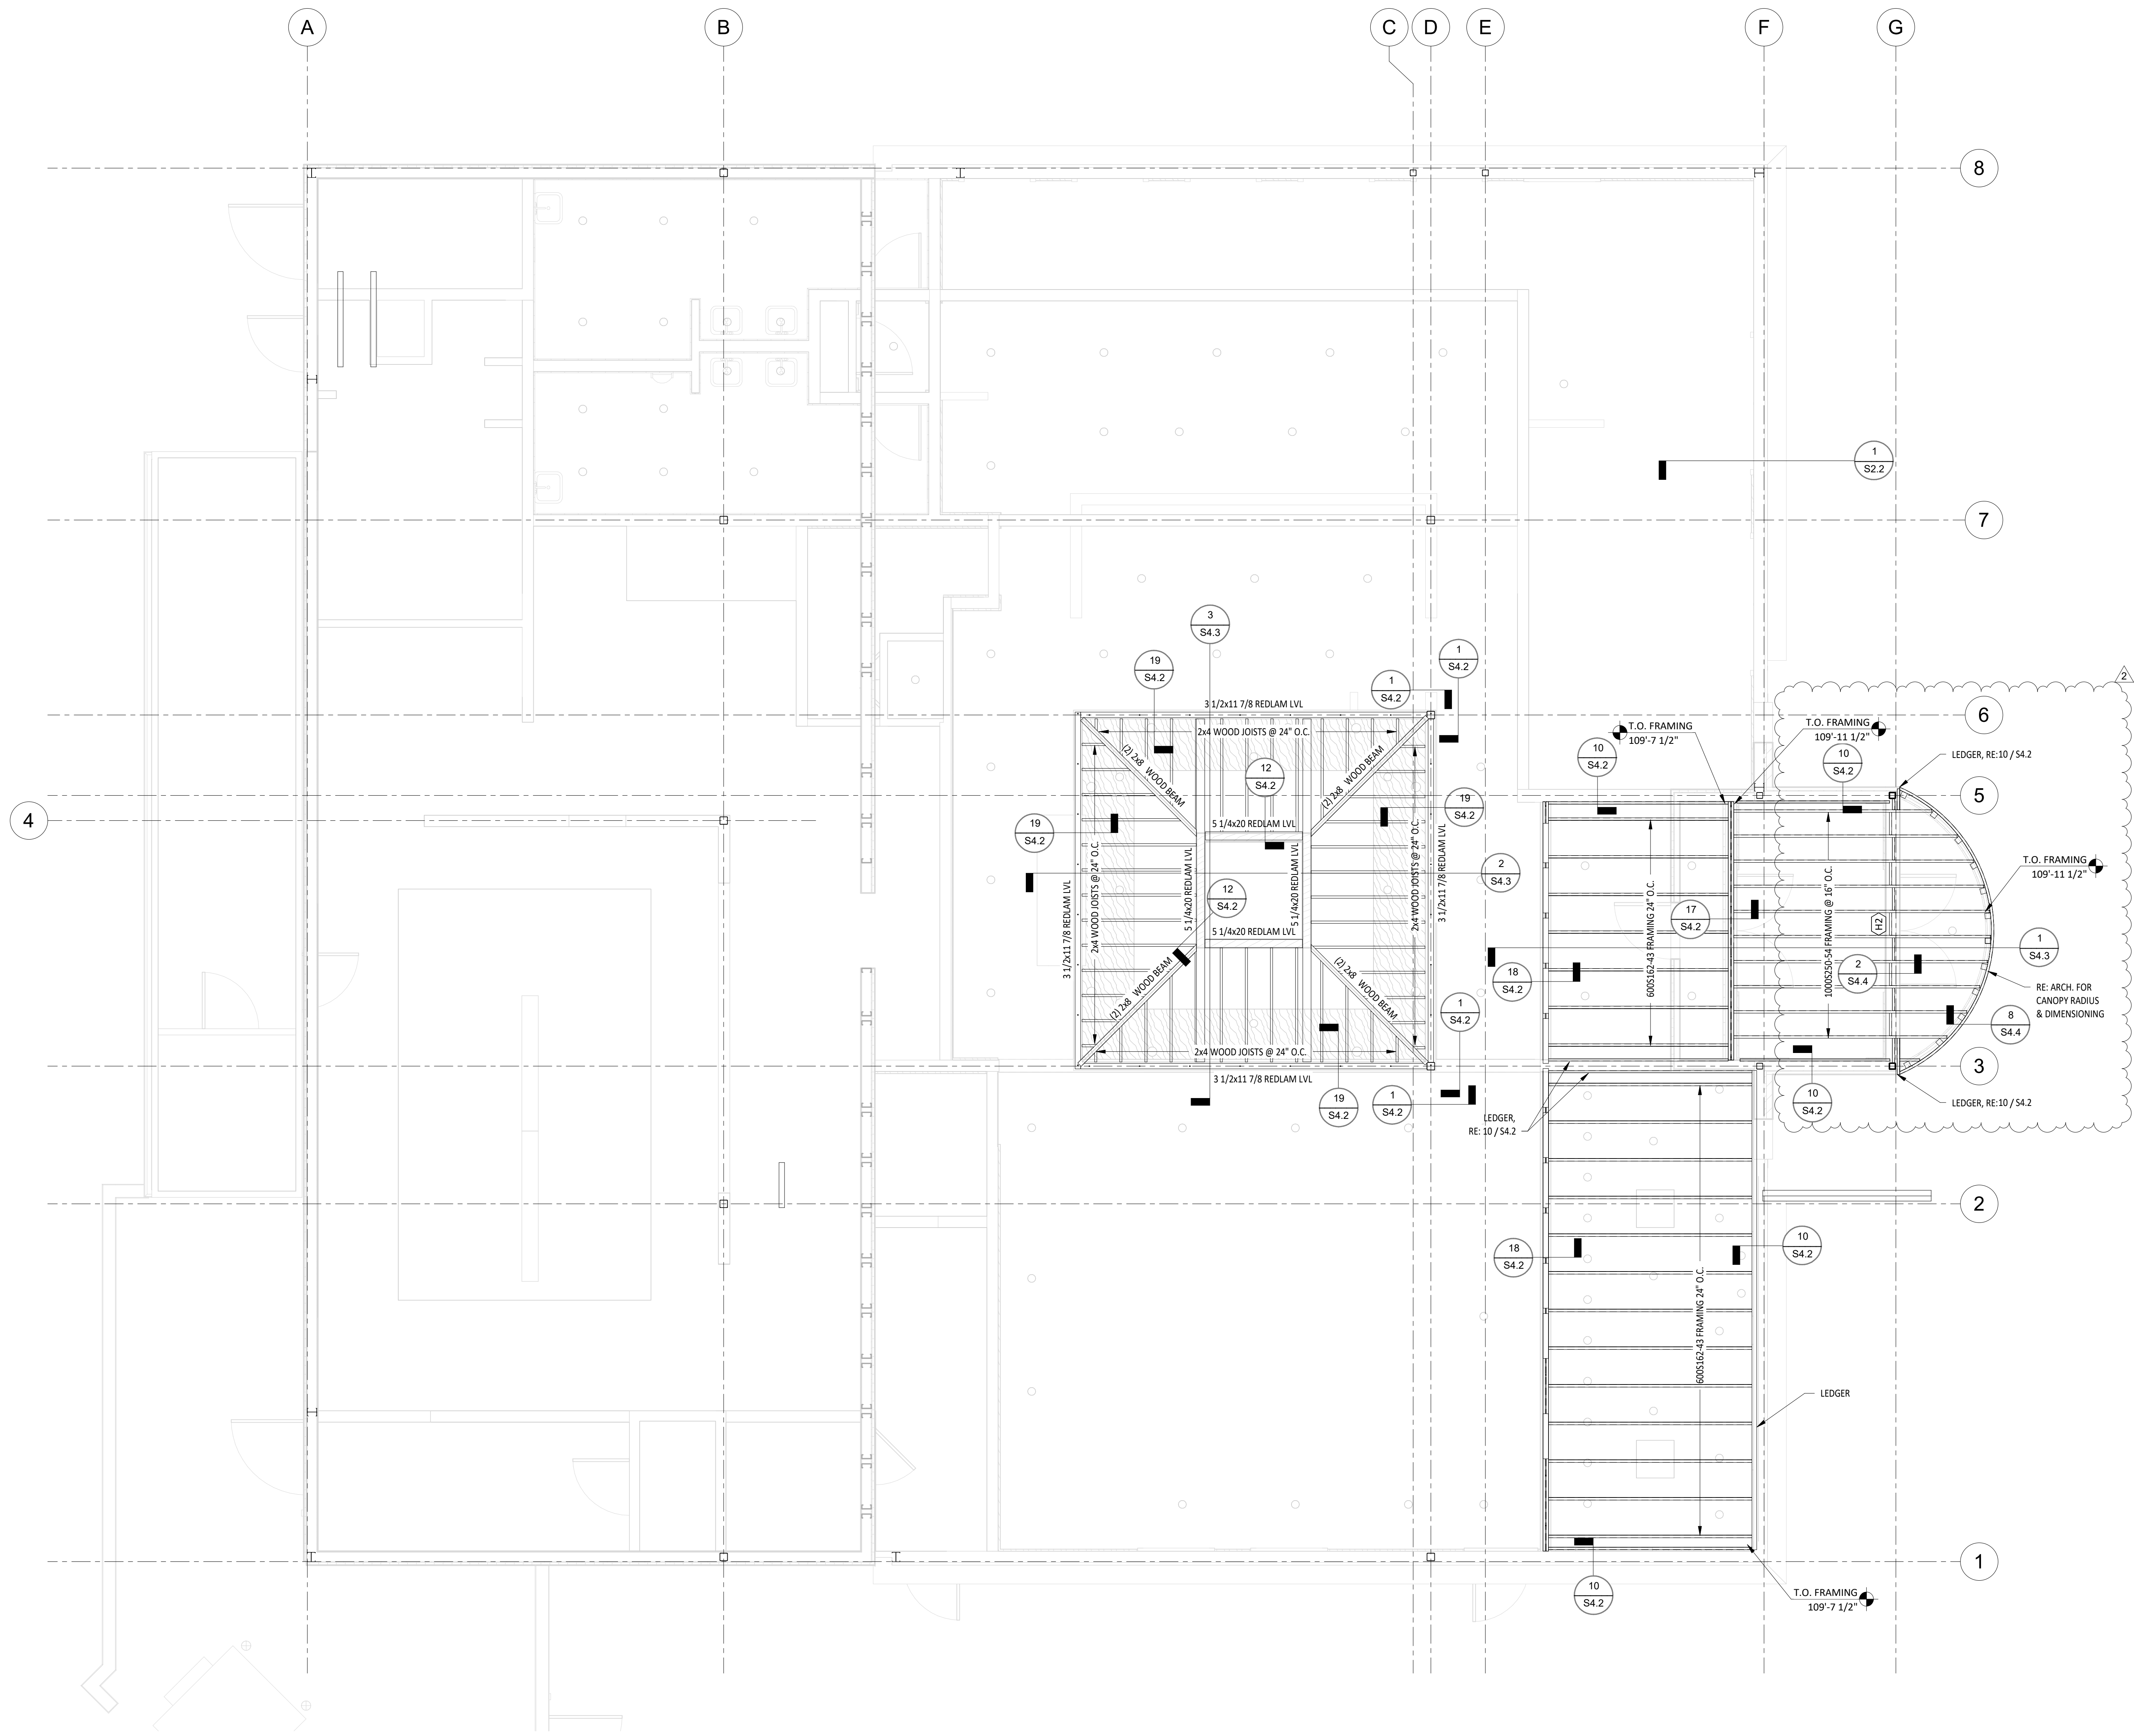 A
B
C
D
E
F
G
8
1
S2.2
7
3
S4.3
19
S4.2
1
S4.2
1
S4.2
2
3 1/2x11 7/8 REDLAM LVL
6
2x4 WOOD JOISTS @ 24" O.C.
T.O. FRAMING
109'-7 1/2"
T.O. FRAMING
109'-11 1/2"
(2) 2x8 WOOD BEAM
(2) 2x8 WOOD BEAM
12
S4.2
10
S4.2
10
S4.2
LEDGER, RE:10 / S4.2
5
4
19
S4.2
19
S4.2
5 1/4x20 REDLAM LVL
2x4 WOOD JOISTS @ 24" O.C.
3 1/2x11 7/8 REDLAM LVL
5 1/4x20 REDLAM LVL
5 1/4x20 REDLAM LVL
2x4 WOOD JOISTS @ 24" O.C.
3 1/2x11 7/8 REDLAM LVL
2
S4.3
12
S4.2
5 1/4x20 REDLAM LVL
600S162-43 FRAMING 24" O.C.
17
S4.2
1000S250-54 FRAMING @ 16" O.C.
H2
T.O. FRAMING
109'-11 1/2"
1
S4.3
2
S4.4
18
S4.2
(2) 2x8 WOOD BEAM
(2) 2x8 WOOD BEAM
RE: ARCH. FOR
CANOPY RADIUS
& DIMENSIONING
8
S4.4
1
S4.2
2x4 WOOD JOISTS @ 24" O.C.
3 1/2x11 7/8 REDLAM LVL
3
19
S4.2
1
S4.2
LEDGER,
RE: 10 / S4.2
10
S4.2
LEDGER, RE:10 / S4.2
2
18
S4.2
10
S4.2
600S162-43 FRAMING 24" O.C.
LEDGER
1
10
S4.2
T.O. FRAMING
109'-7 1/2"